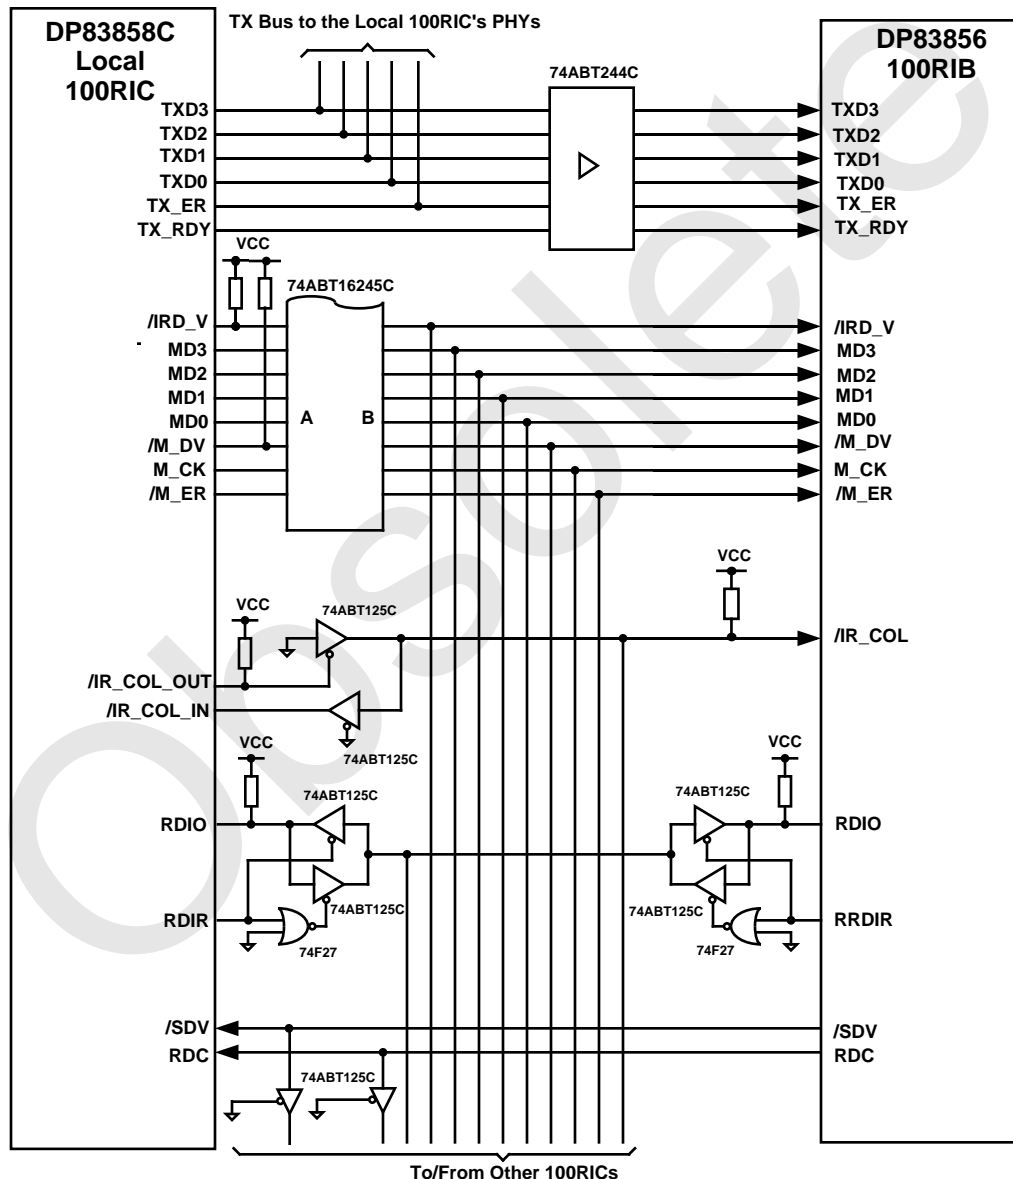 TX Bus to the Local 100RIC's PHYs
DP83858C
Local
100RIC
DP83856
100RIB
74ABT244C
TXD3
TXD3
TXD2
TXD2
TXD1
TXD1
TXD0
TXD0
TX_ER
TX_ER
TX_RDY
TX_RDY
VCC
74ABT16245C
/IRD_V
/IRD_V
MD3
MD3
MD2
MD2
MD1
MD1
MD0
A
B
MD0
/M_DV
/M_DV
M_CK
M_CK
/M_ER
/M_ER
VCC
VCC
74ABT125C
/IR_COL
/IR_COL_OUT
/IR_COL_IN
74ABT125C
VCC
VCC
74ABT125C
74ABT125C
RDIO
RDIO
74ABT125C
74ABT125C
RDIR
RRDIR
74F27
74F27
/SDV
/SDV
RDC
RDC
74ABT125C
To/From Other 100RICs
Obsolete